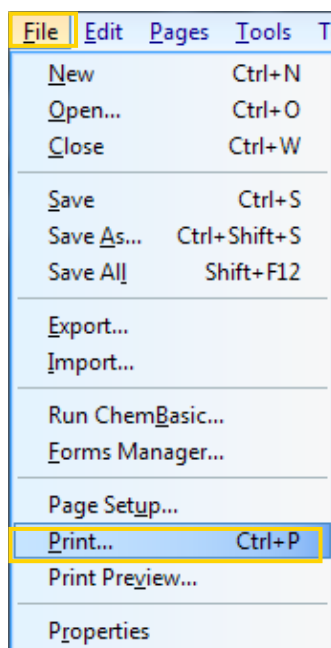 File Edit Pages Tools T
New Ctrl+N
Open... Ctrl+O
Close Ctrl+W
Save Ctrl+S
Save As... Ctrl+Shift+S
Save All Shift+F12
Export...
Import...
Run ChemBasic...
Forms Manager...
Page Setup...
Print... Ctrl+P
Print Preview...
Properties